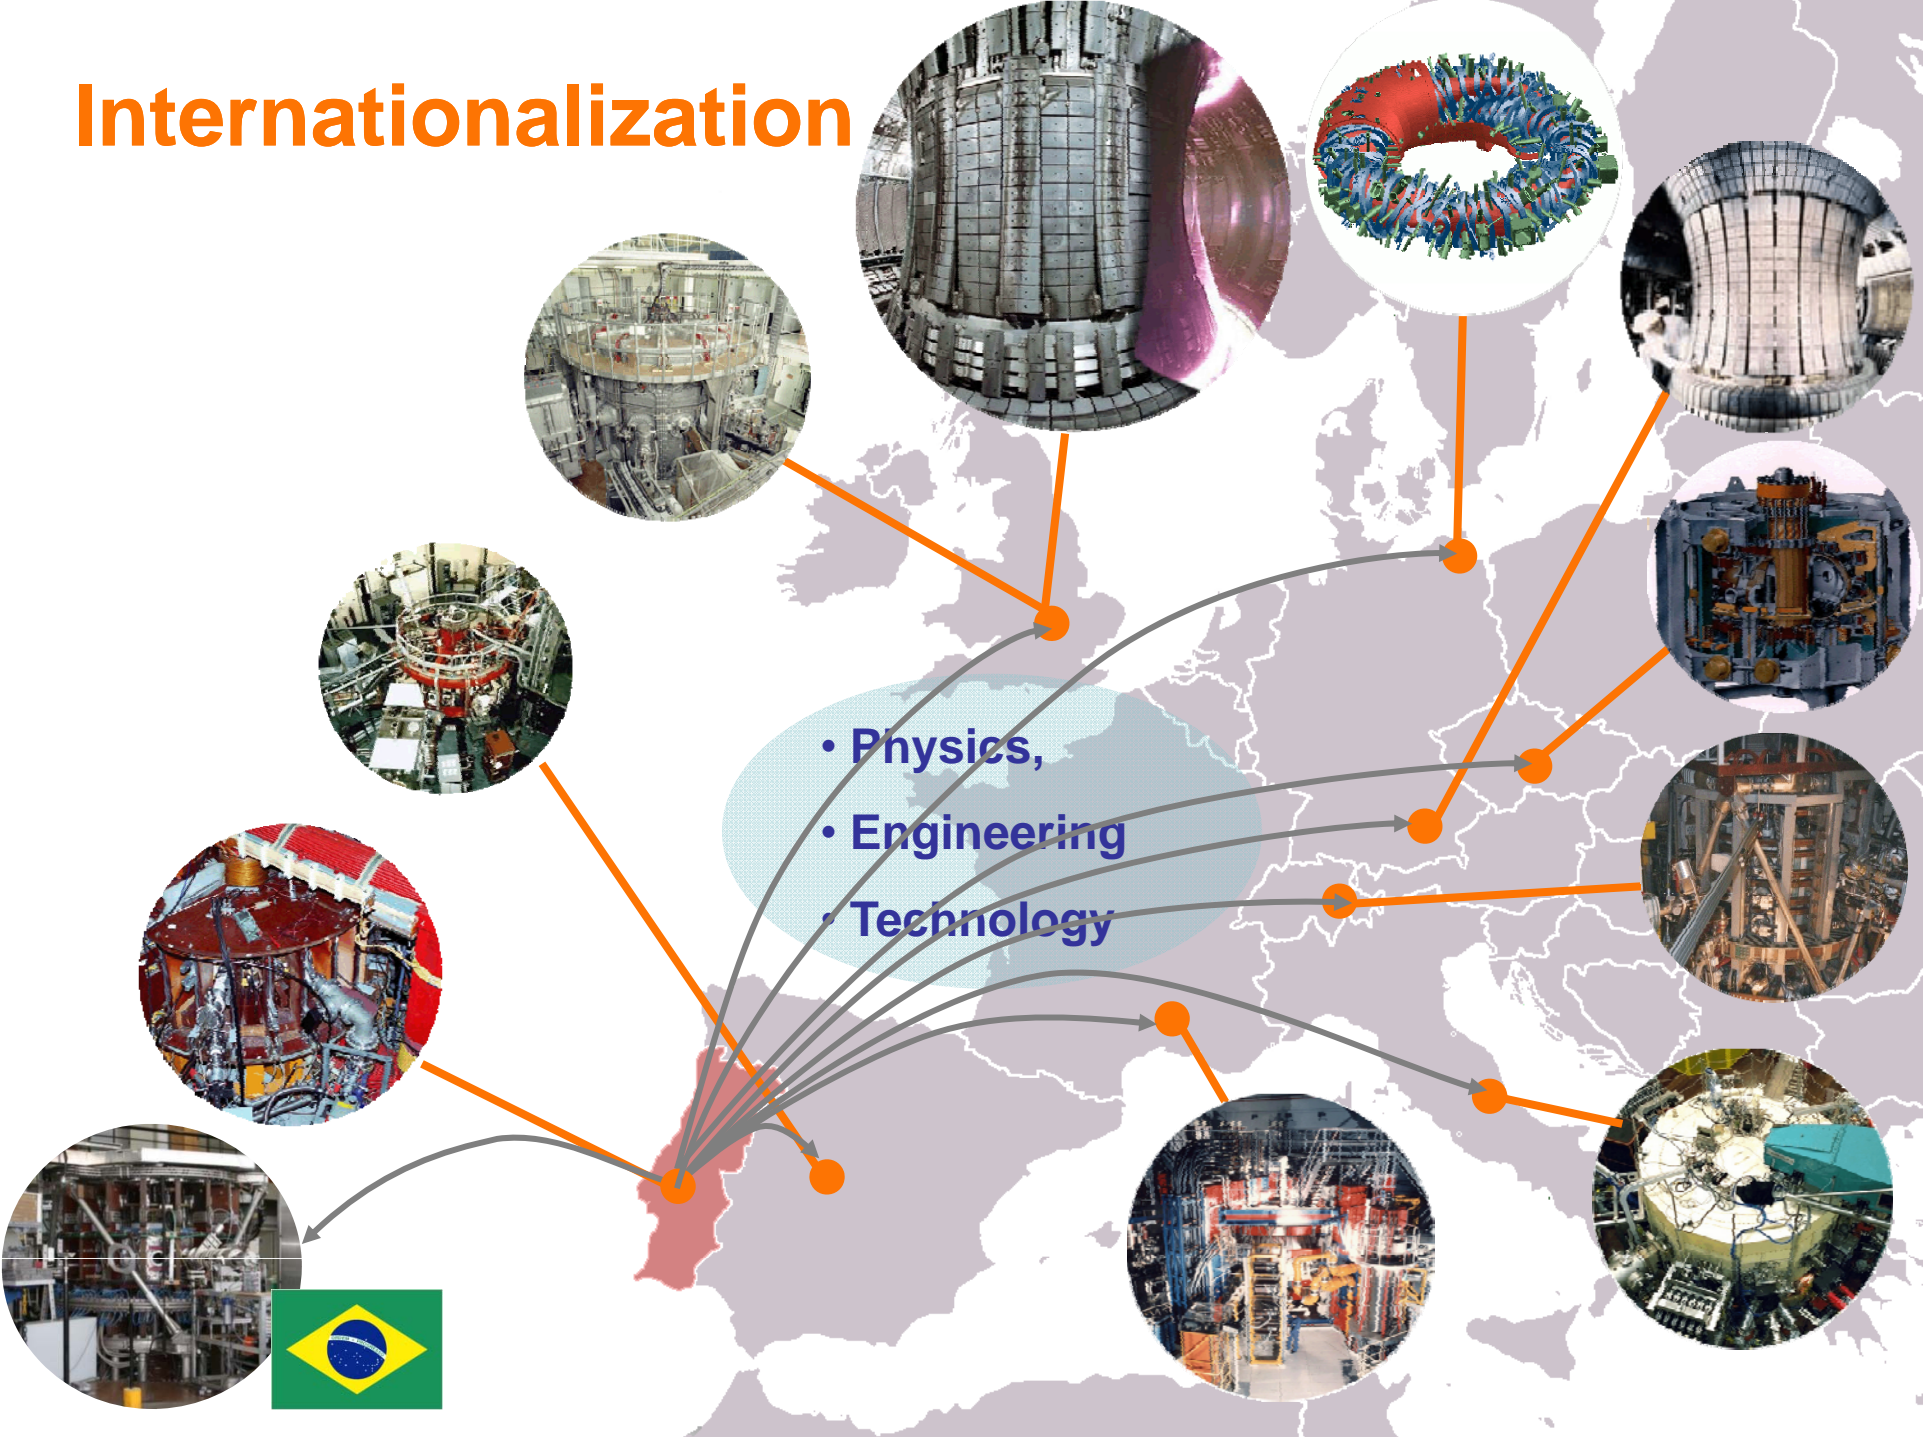 Internationalization
• Physics,
• Engineering
• Technology